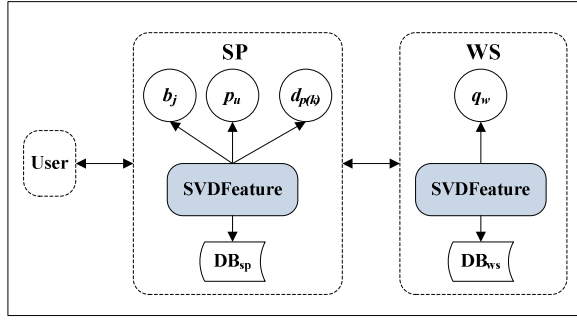 SP WS
b_j p_u d_p(k) q_w
User
SVDFeature SVDFeature
DB_sp DB_ws